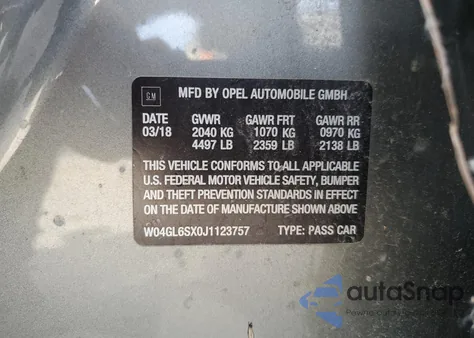 GM
MFD BY OPEL AUTOMOBILE GMBH
DATE GVWR GAWR FRT GAWR RR
03/18 2040 KG 1070 KG 0970 KG
4497 LB 2359 LB 2138 LB
THIS VEHICLE CONFORMS TO ALL APPLICABLE
U.S. FEDERAL MOTOR VEHICLE SAFETY, BUMPER
AND THEFT PREVENTION STANDARDS IN EFFECT ON
THE DATE OF MANUFACTURE SHOWN ABOVE
W04GL6SX0J1123757 TYPE: PASS CAR
autoSnap